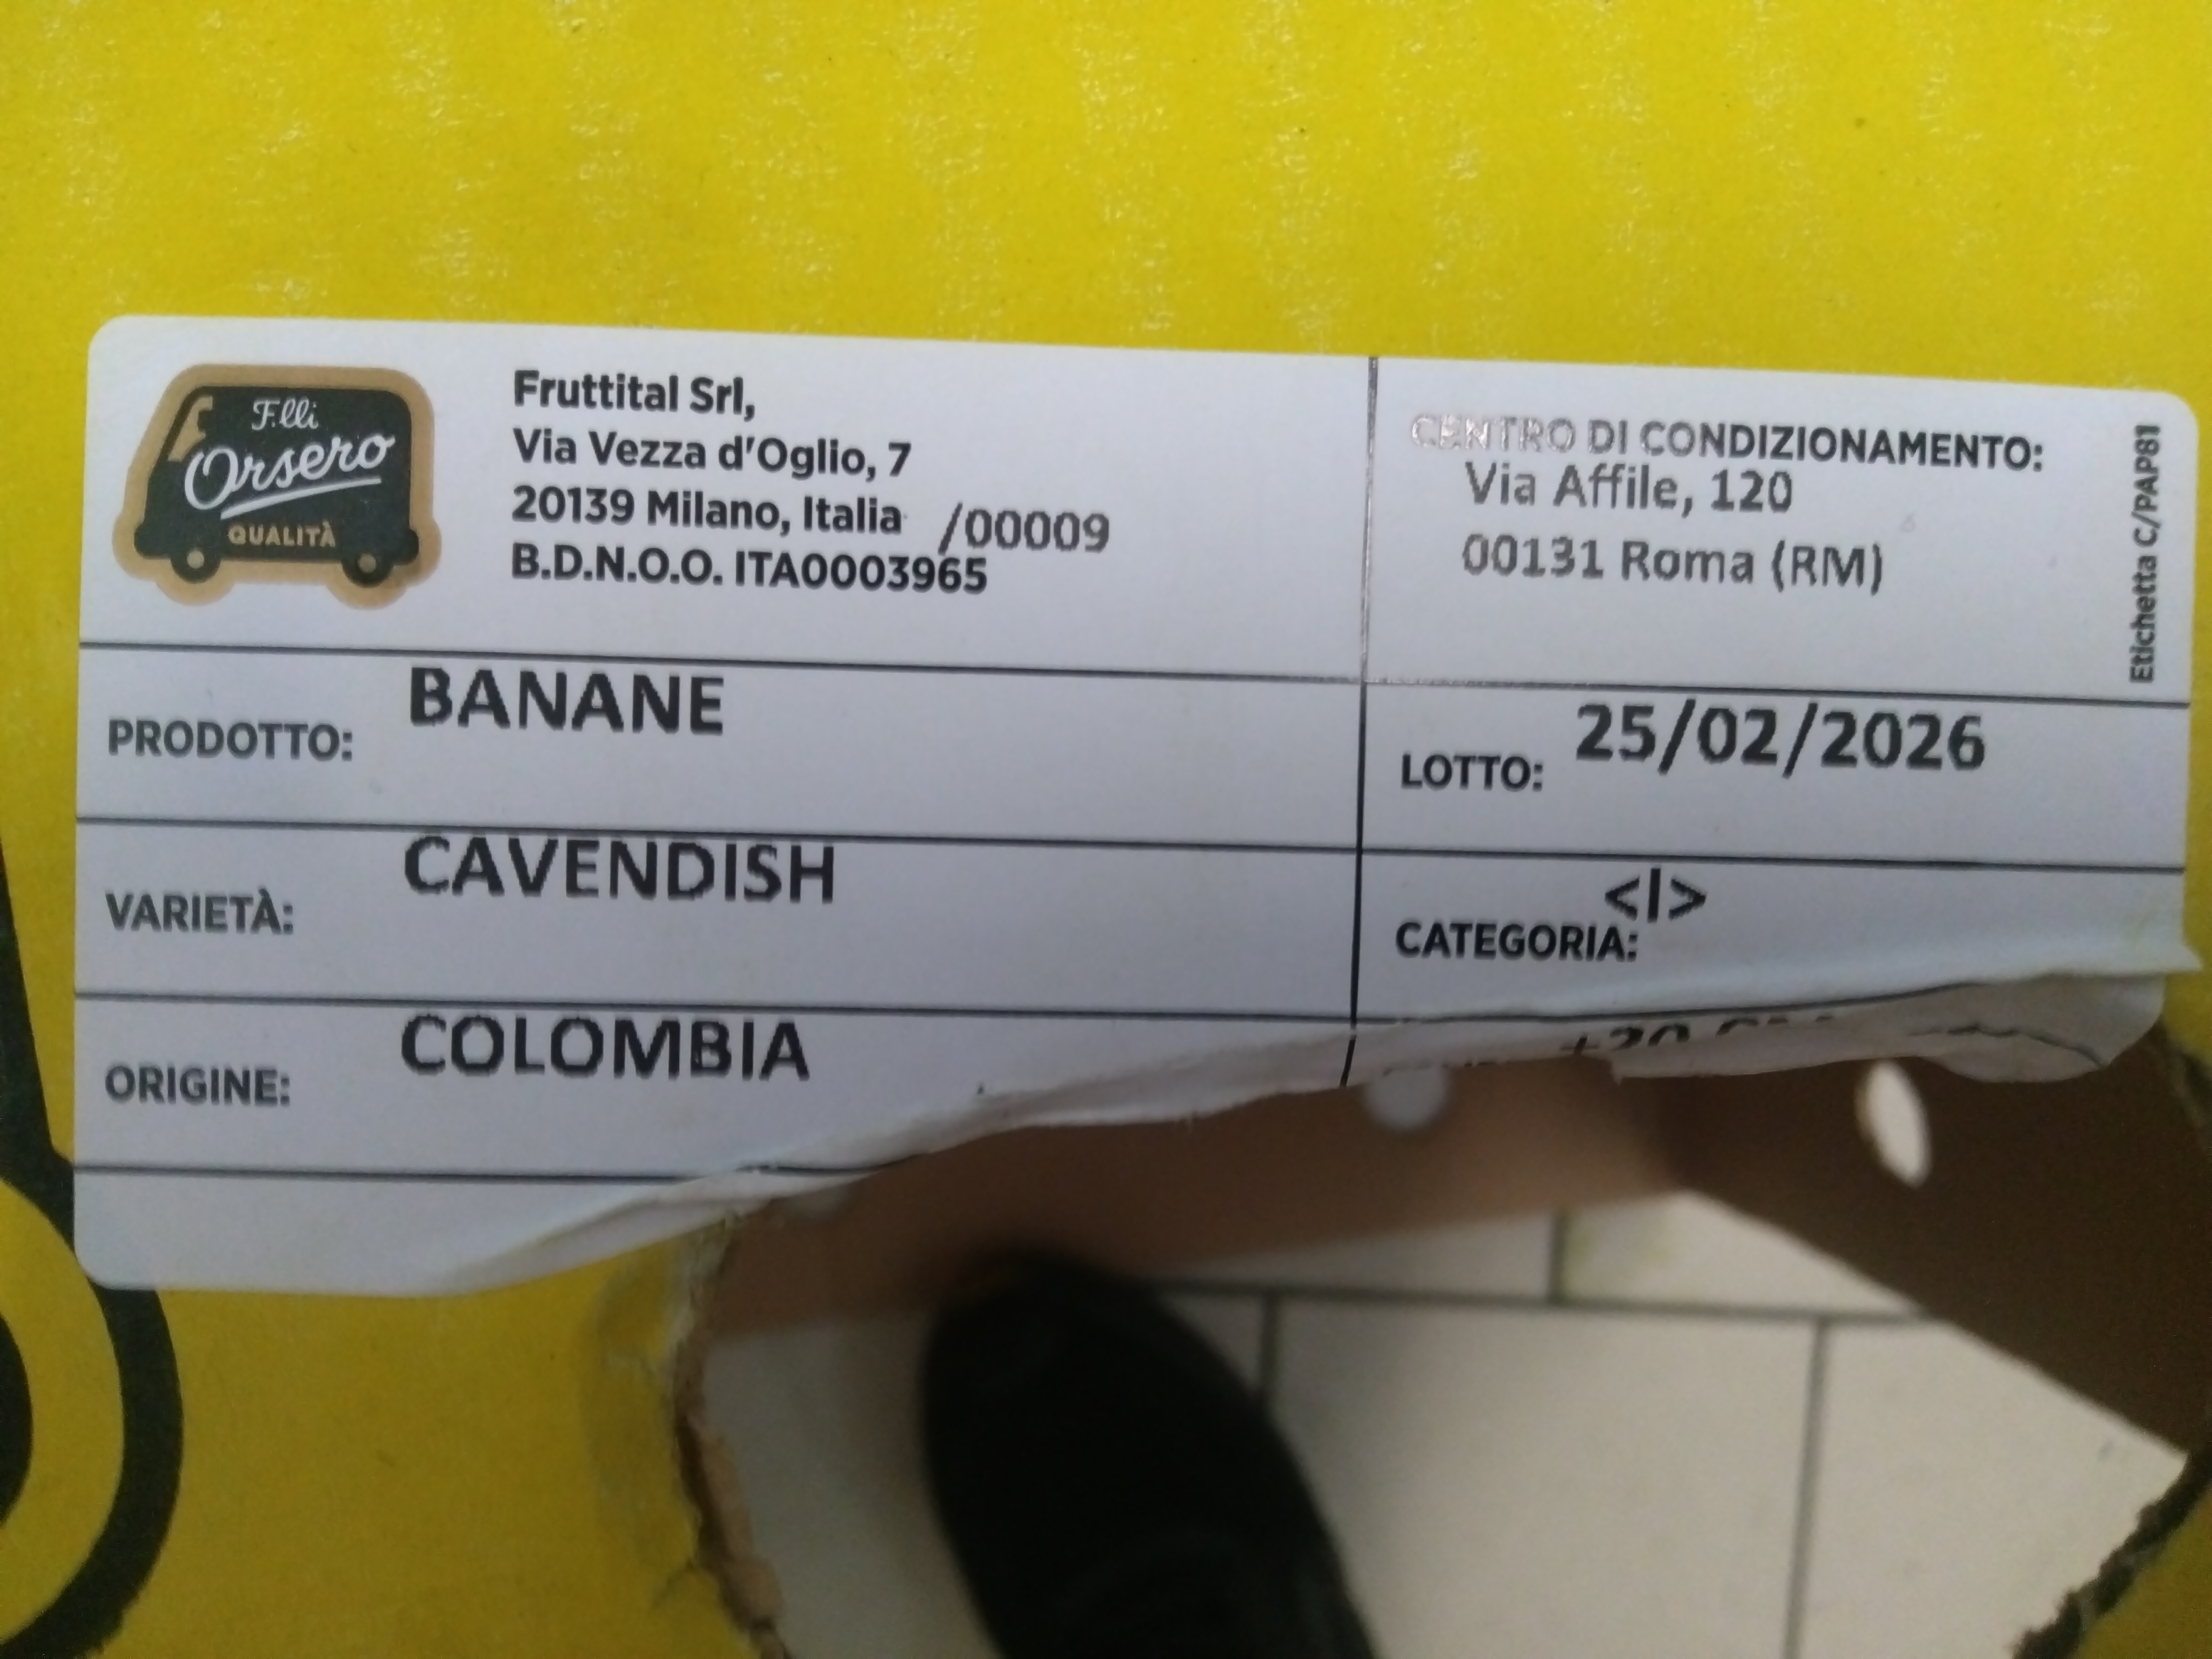 F.lli
Orsero
QUALITÀ
Fruttital Srl,
Via Vezza d'Oglio, 7
20139 Milano, Italia /00009
B.D.N.O.O. ITA0003965
CENTRO DI CONDIZIONAMENTO:
Via Affile, 120
00131 Roma (RM)
Etichetta C/PAP81
PRODOTTO: BANANE
LOTTO: 25/02/2026
VARIETÀ: CAVENDISH
CATEGORIA: <I>
ORIGINE: COLOMBIA
+20